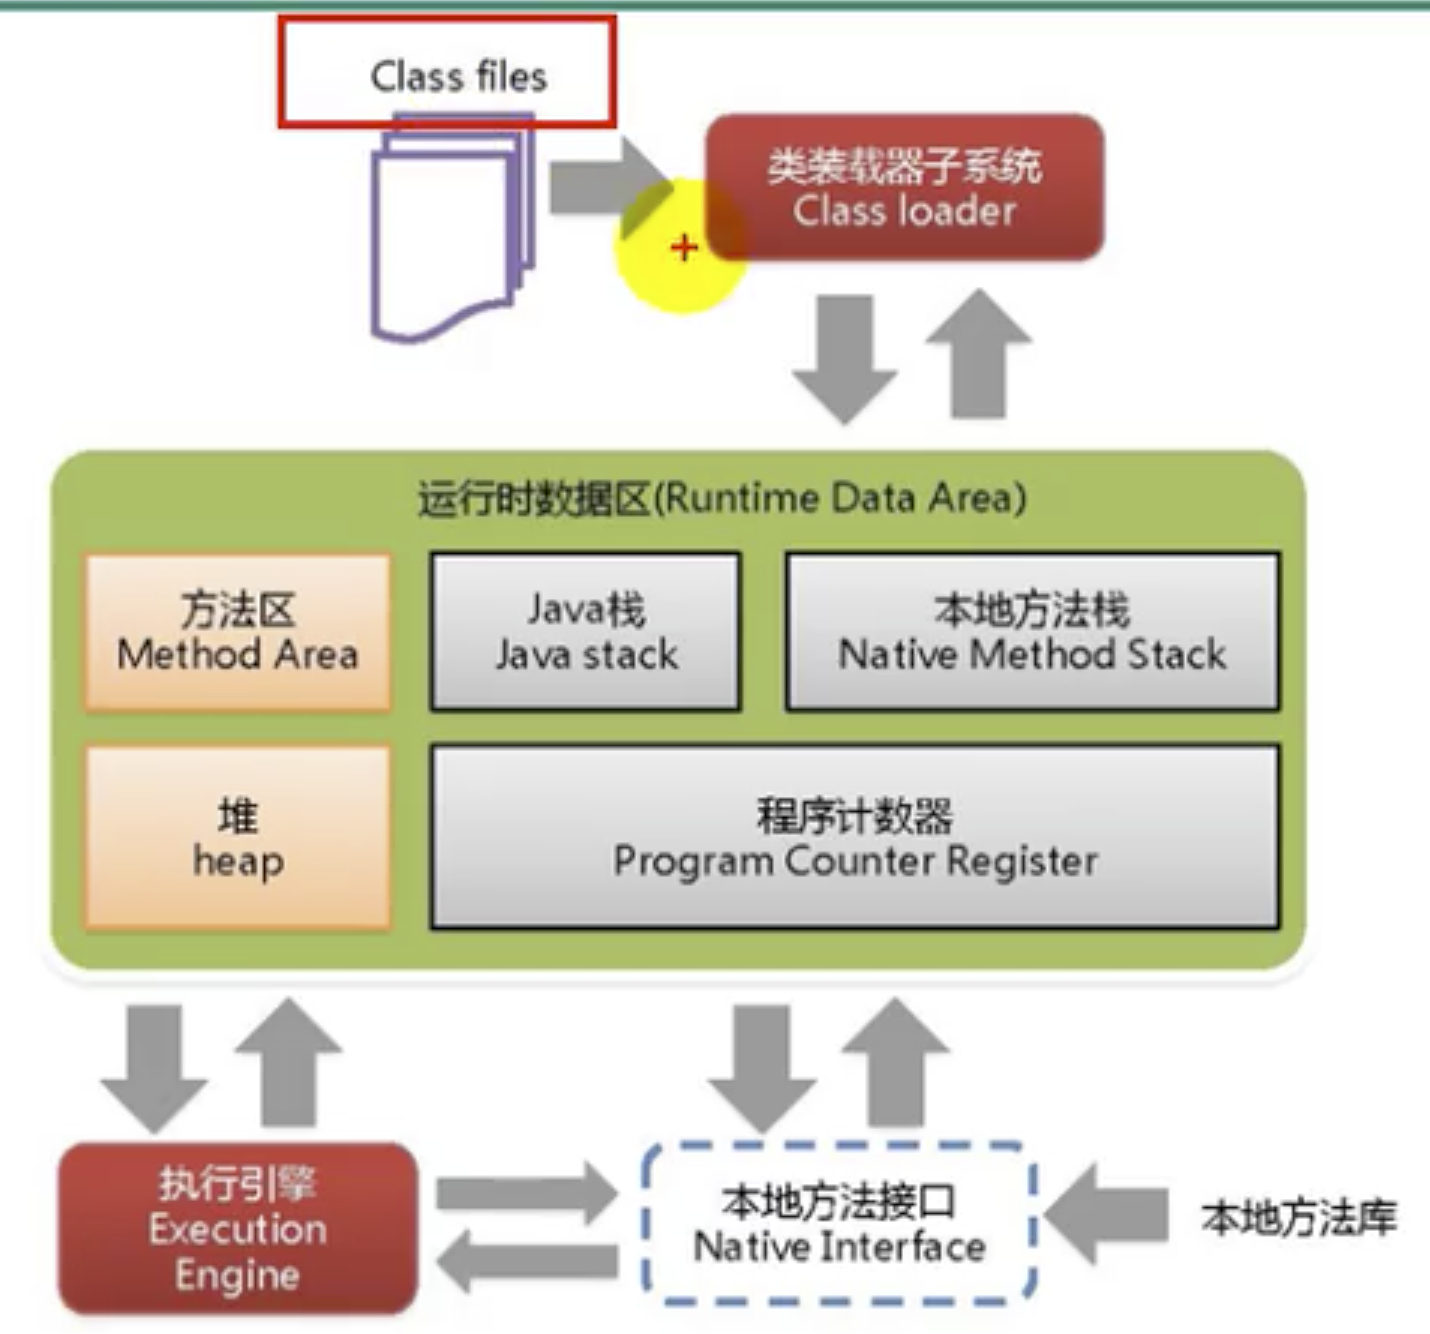 Class files
类装载器子系统
Class loader
运行时数据区(Runtime Data Area)
方法区
Method Area
Java栈
Java stack
本地方法栈
Native Method Stack
堆
heap
程序计数器
Program Counter Register
执行引擎
Execution
Engine
本地方法接口
Native Interface
本地方法库